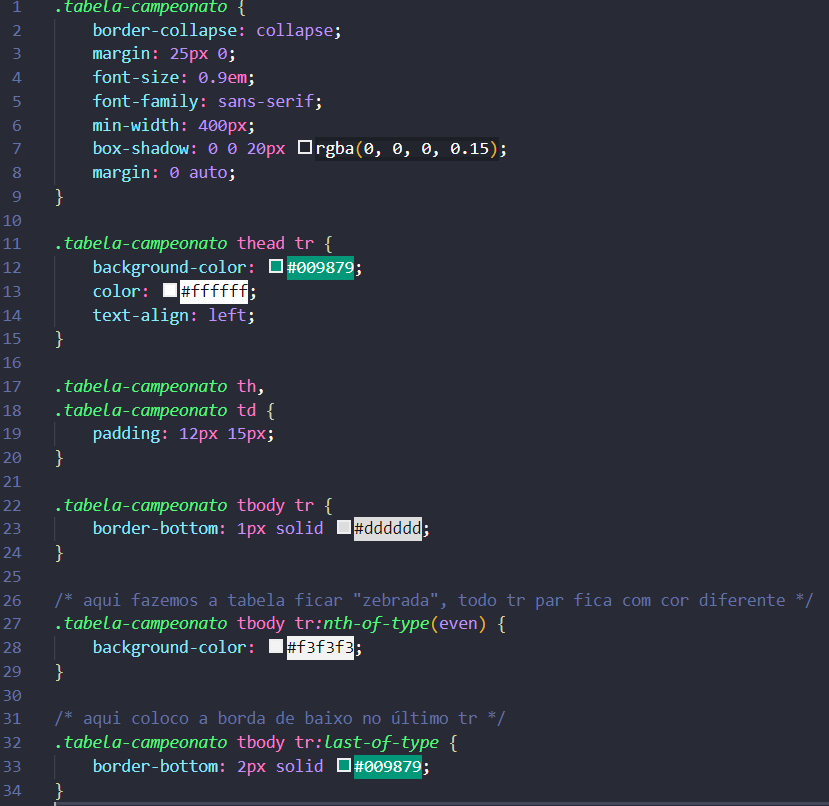 1 .tabela-campeonato {
2     border-collapse: collapse;
3     margin: 25px 0;
4     font-size: 0.9em;
5     font-family: sans-serif;
6     min-width: 400px;
7     box-shadow: 0 0 20px rgba(0, 0, 0, 0.15);
8     margin: 0 auto;
9 }
10
11 .tabela-campeonato thead tr {
12     background-color: #009879;
13     color: #ffffff;
14     text-align: left;
15 }
16
17 .tabela-campeonato th,
18 .tabela-campeonato td {
19     padding: 12px 15px;
20 }
21
22 .tabela-campeonato tbody tr {
23     border-bottom: 1px solid #dddddd;
24 }
25
26 /* aqui fazemos a tabela ficar "zebrada", todo tr par fica com cor diferente */
27 .tabela-campeonato tbody tr:nth-of-type(even) {
28     background-color: #f3f3f3;
29 }
30
31 /* aqui coloco a borda de baixo no último tr */
32 .tabela-campeonato tbody tr:last-of-type {
33     border-bottom: 2px solid #009879;
34 }